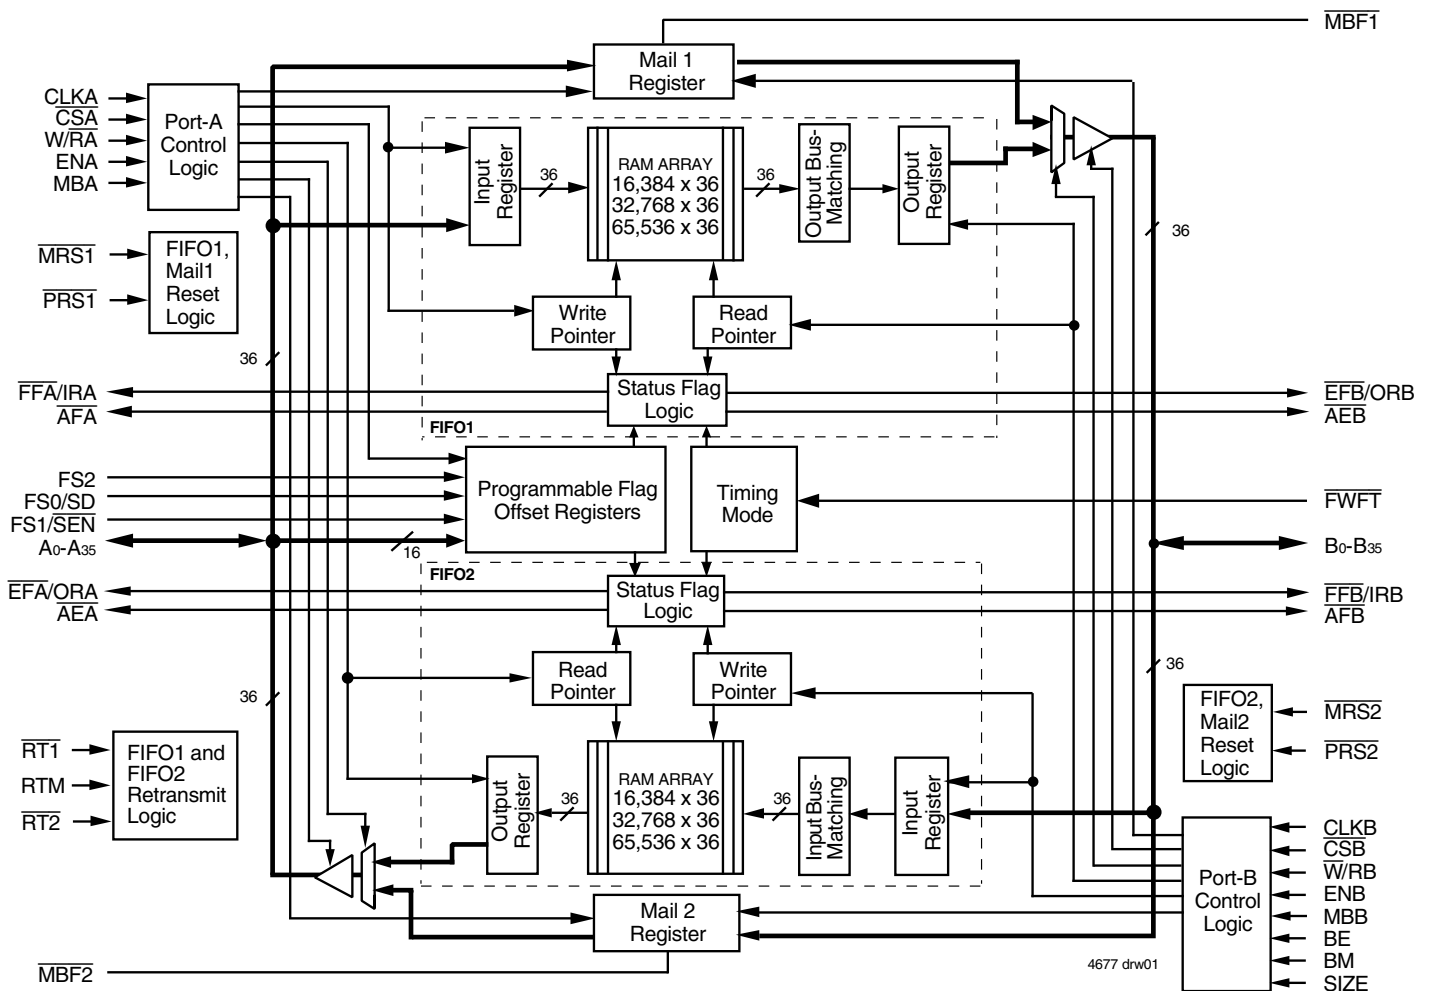 MBF1
Mail 1
Register
CLKA
CSA
W/RA
ENA
MBA
Port-A
Control
Logic
Input
Register
36
RAM ARRAY
16,384 x 36
32,768 x 36
65,536 x 36
36
Output Bus-
Matching
Output
Register
36
MRS1
PRS1
FIFO1,
Mail1
Reset
Logic
Write
Pointer
Read
Pointer
36
FFA/IRA
AFA
Status Flag
Logic
EFB/ORB
AEB
FIFO1
FS2
FS0/SD
FS1/SEN
A0-A35
16
Programmable Flag
Offset Registers
Timing
Mode
FWFT
B0-B35
FIFO2
EFA/ORA
AEA
Status Flag
Logic
FFB/IRB
AFB
Read
Pointer
Write
Pointer
36
36
FIFO2,
Mail2
Reset
Logic
MRS2
PRS2
RT1
RTM
RT2
FIFO1 and
FIFO2
Retransmit
Logic
Output
Register
36
RAM ARRAY
16,384 x 36
32,768 x 36
65,536 x 36
36
Input Bus-
Matching
Input
Register
Port-B
Control
Logic
CLKB
CSB
W/RB
ENB
MBB
BE
BM
SIZE
Mail 2
Register
MBF2
4677 drw01